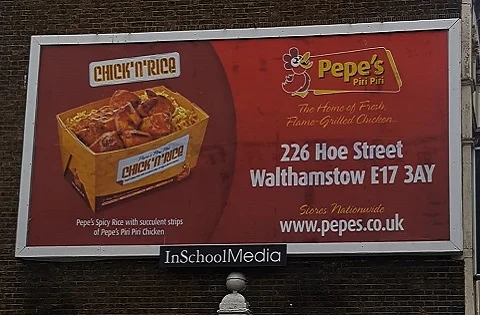 CHICK'N'RICE
Pepe's
Piri Piri
The Home of Fresh,
Flame-Grilled Chicken...
226 Hoe Street
Walthamstow E17 3AY
Stores Nationwide
www.pepes.co.uk
CHICK'N'RICE
Pepe's Spicy Rice with succulent strips
of Pepe's Piri Piri Chicken
InSchoolMedia